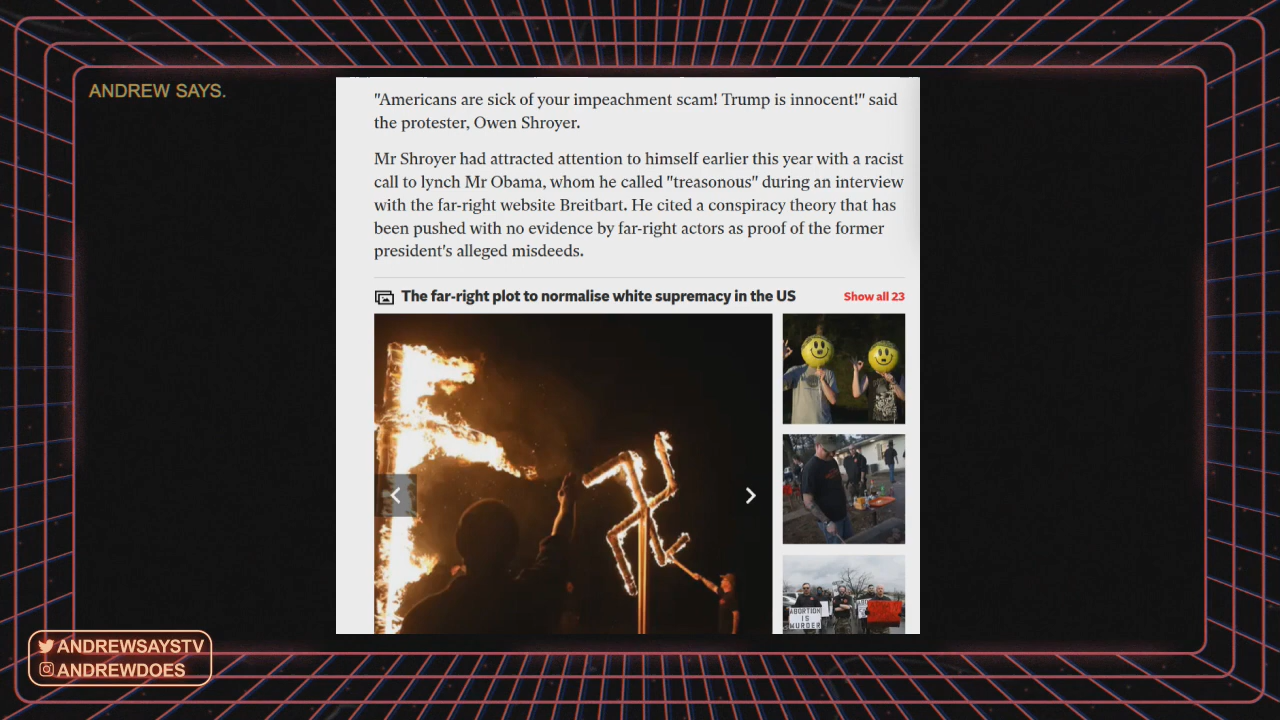 ANDREW SAYS.
"Americans are sick of your impeachment scam! Trump is innocent!" said
the protester, Owen Shroyer.
Mr Shroyer had attracted attention to himself earlier this year with a racist
call to lynch Mr Obama, whom he called "treasonous" during an interview
with the far-right website Breitbart. He cited a conspiracy theory that has
been pushed with no evidence by far-right actors as proof of the former
president's alleged misdeeds.
The far-right plot to normalise white supremacy in the US
Show all 23
ABORTION
IS
MURDER
ANDREWSAYSTV
ANDREWDOES